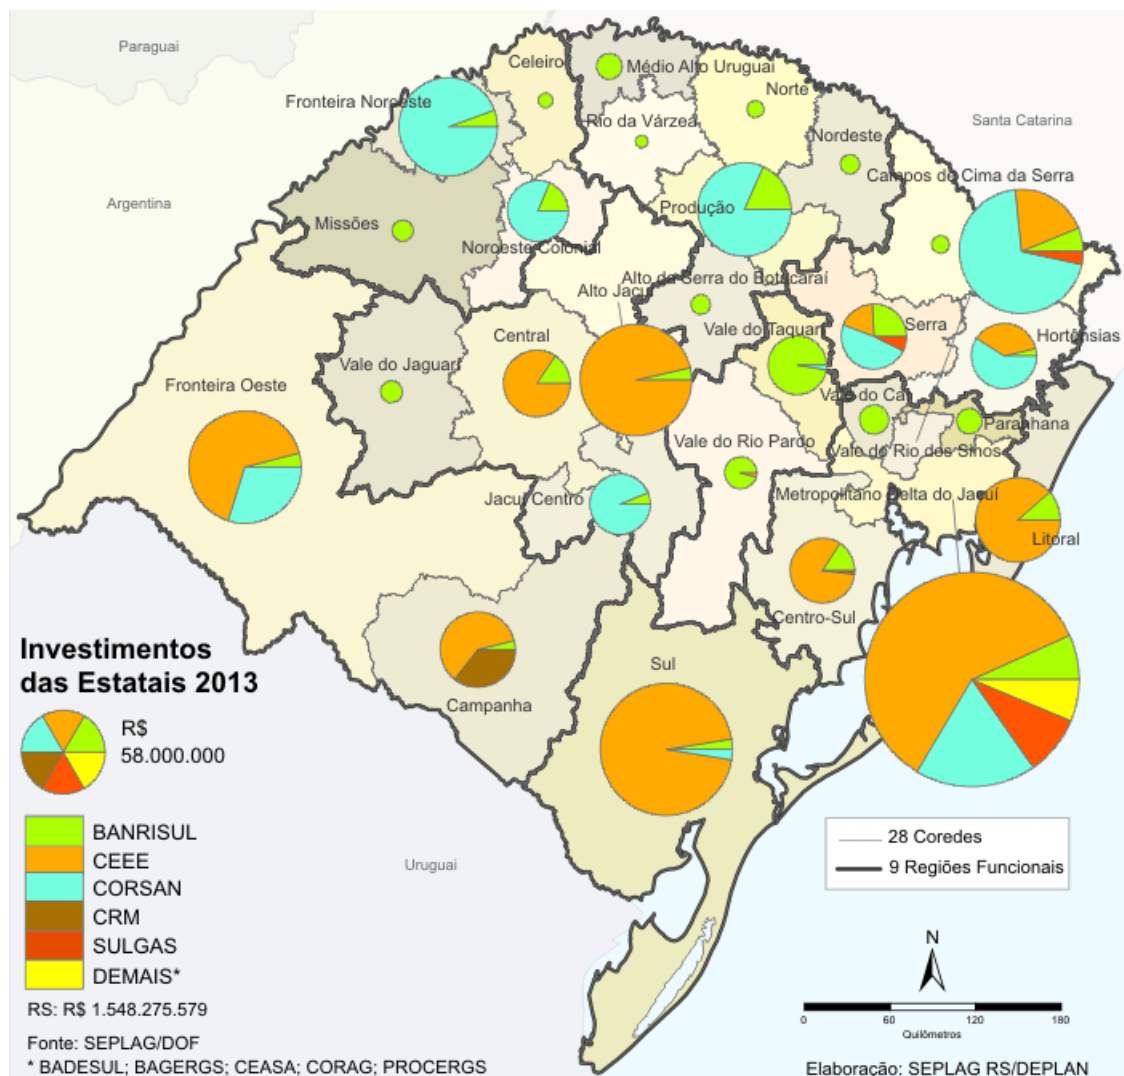 Paraguai
Celeiro
Médio Alto Uruguai
Fronteira Noroeste
Norte
Rio da Várzea
Santa Catarina
Nordeste
Campos de Cima da Serra
Argentina
Missões
Produção
Noroeste Colonial
Alto da Serra do Botucaraí
Alto Jacuí
Central
Vale do Taquari
Serra
Hortênsias
Vale do Jaguari
Fronteira Oeste
Vale do Caí
Paranhana
Vale do Rio Pardo
Vale do Rio dos Sinos
Jacuí Centro
Metropolitano Delta do Jacuí
Litoral
Centro-Sul
Investimentos
das Estatais 2013
Sul
Campanha
R$
58.000.000
BANRISUL
CEEE
CORSAN
CRM
SULGAS
DEMAIS*
Uruguai
28 Coredes
9 Regiões Funcionais
N
0 60 120 180
Quilômetros
RS: R$ 1.548.275.579
Fonte: SEPLAG/DOF
* BADESUL; BAGERGS; CEASA; CORAG; PROCERGS
Elaboração: SEPLAG RS/DEPLAN